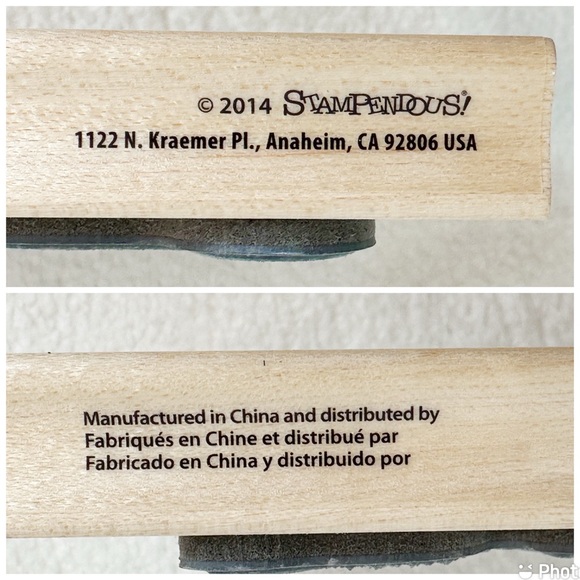 © 2014 STAMPENDOUS!
1122 N. Kraemer Pl., Anaheim, CA 92806 USA
Manufactured in China and distributed by
Fabriqués en Chine et distribué par
Fabricado en China y distribuido por
Phot